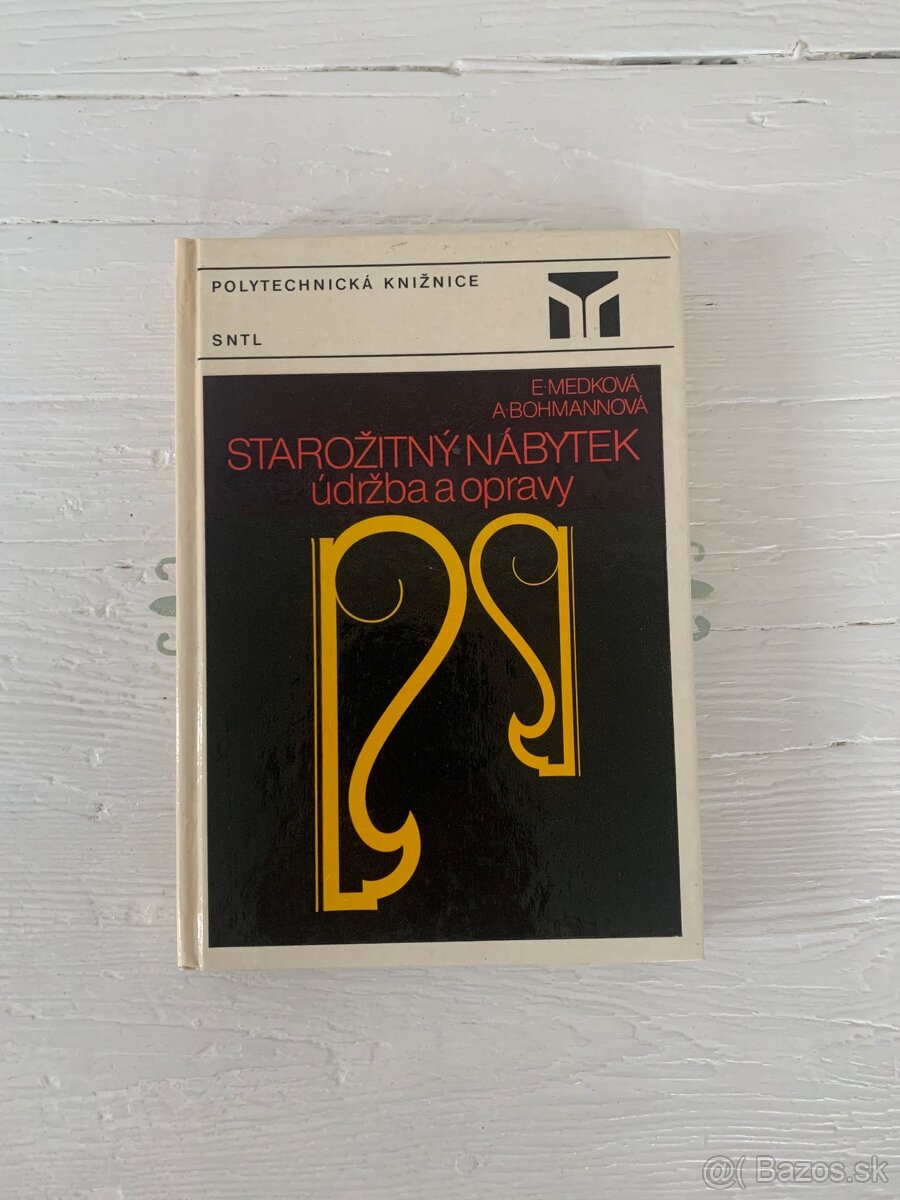 POLYTECHNICKÁ KNIŽNICE
SNTL
E·MEDKOVÁ
A·BOHMANNOVÁ
STAROŽITNÝ NÁBYTEK
údržba a opravy
@( Bazos.sk